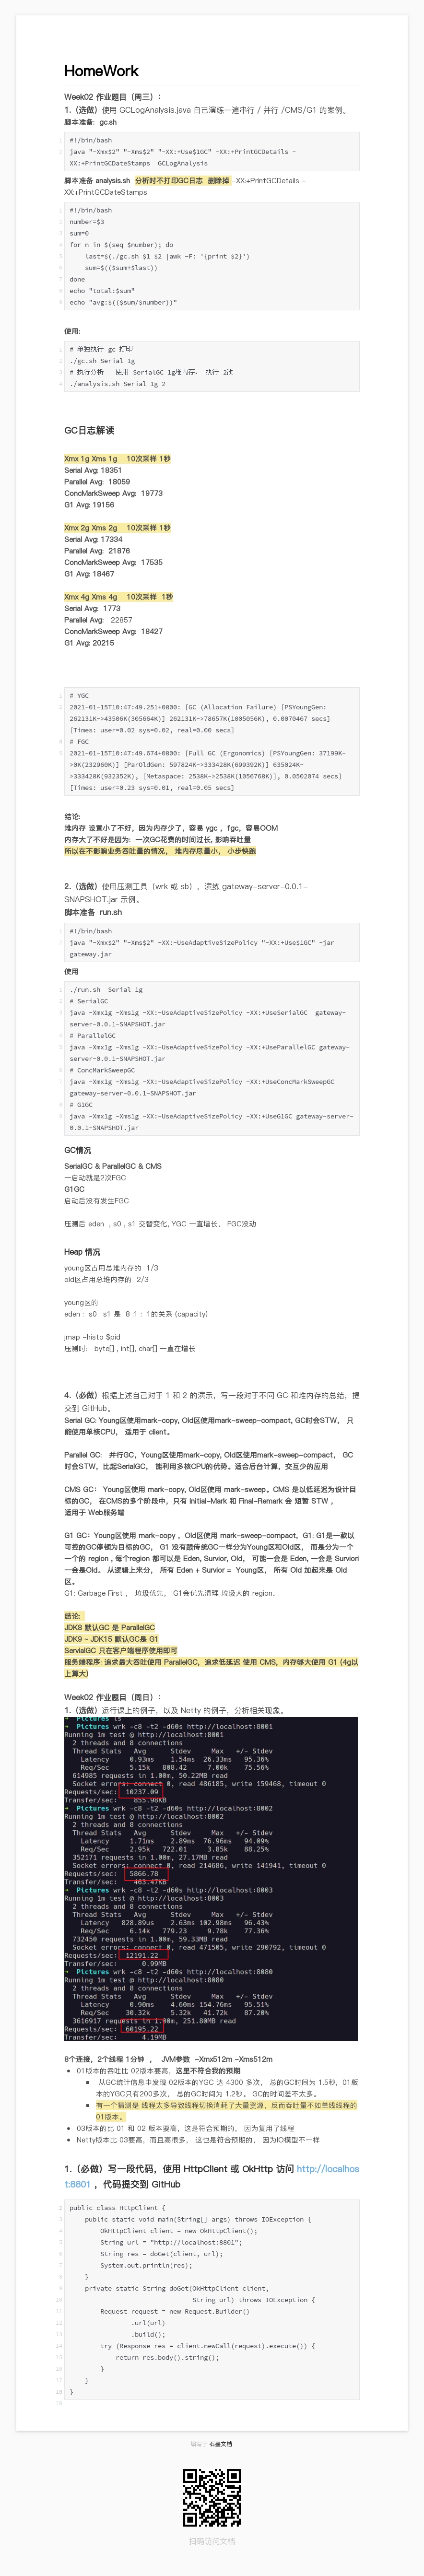 HomeWork
Week02 作业题目（周三）：
1.（选做）使用 GCLogAnalysis.java 自己演练一遍串行 / 并行 /CMS/G1 的案例。
脚本准备: gc.sh
#!/bin/bash
java "-Xmx$2" "-Xms$2" "-XX:+Use$1GC" -XX:+PrintGCDetails -
XX:+PrintGCDateStamps  GCLogAnalysis
脚本准备 analysis.sh  分析时不打印GC日志  删除掉 -XX:+PrintGCDetails -
XX:+PrintGCDateStamps
#!/bin/bash
number=$3
sum=0
for n in $(seq $number); do
    last=$(./gc.sh $1 $2 |awk -F: '{print $2}')
    sum=$(($sum+$last))
done
echo "total:$sum"
echo "avg:$(($sum/$number))"
使用:
# 单独执行 gc 打印
./gc.sh Serial 1g
# 执行分析   使用 SerialGC 1g堆内存， 执行 2次
./analysis.sh Serial 1g 2
GC日志解读
Xmx 1g Xms 1g   10次采样 1秒
Serial Avg: 18351
Parallel Avg:  18059
ConcMarkSweep Avg:  19773
G1 Avg: 19156
Xmx 2g Xms 2g   10次采样 1秒
Serial Avg: 17334
Parallel Avg:  21876
ConcMarkSweep Avg:  17535
G1 Avg: 18467
Xmx 4g Xms 4g   10次采样  1秒
Serial Avg:  1773
Parallel Avg:   22857
ConcMarkSweep Avg:  18427
G1 Avg: 20215
# YGC
2021-01-15T10:47:49.251+0800: [GC (Allocation Failure) [PSYoungGen:
262131K->43506K(305664K)] 262131K->78657K(1005056K), 0.0070467 secs]
[Times: user=0.02 sys=0.02, real=0.00 secs]
# FGC
2021-01-15T10:47:49.674+0800: [Full GC (Ergonomics) [PSYoungGen: 37199K-
>0K(232960K)] [ParOldGen: 597824K->333428K(699392K)] 635024K-
>333428K(932352K), [Metaspace: 2538K->2538K(1056768K)], 0.0502074 secs]
[Times: user=0.23 sys=0.01, real=0.05 secs]
结论:
堆内存 设置小了不好，因为内存少了，容易 ygc ，fgc，容易OOM
内存大了不好是因为:  一次GC花费的时间过长, 影响吞吐量
所以在不影响业务吞吐量的情况， 堆内存尽量小， 小步快跑
2.（选做）使用压测工具（wrk 或 sb），演练 gateway-server-0.0.1-
SNAPSHOT.jar 示例。
脚本准备  run.sh
#!/bin/bash
java "-Xmx$2" "-Xms$2" -XX:-UseAdaptiveSizePolicy "-XX:+Use$1GC" -jar
gateway.jar
使用
./run.sh  Serial 1g
# SerialGC
java -Xmx1g -Xms1g -XX:-UseAdaptiveSizePolicy -XX:+UseSerialGC  gateway-
server-0.0.1-SNAPSHOT.jar
# ParallelGC
java -Xmx1g -Xms1g -XX:-UseAdaptiveSizePolicy -XX:+UseParallelGC gateway-
server-0.0.1-SNAPSHOT.jar
# ConcMarkSweepGC
java -Xmx1g -Xms1g -XX:-UseAdaptiveSizePolicy -XX:+UseConcMarkSweepGC
gateway-server-0.0.1-SNAPSHOT.jar
# G1GC
java -Xmx1g -Xms1g -XX:-UseAdaptiveSizePolicy -XX:+UseG1GC gateway-server-
0.0.1-SNAPSHOT.jar
GC情况
SerialGC & ParallelGC & CMS
一启动就是2次FGC
G1GC
启动后没有发生FGC
压测后 eden  , s0 , s1 交替变化, YGC 一直增长， FGC没动
Heap 情况
young区占用总堆内存的  1/3
old区占用总堆内存的  2/3
young区的
eden :  s0 : s1 是  8 :1 :  1的关系 (capacity)
jmap -histo $pid
压测时:   byte[] , int[], char[] 一直在增长
4.（必做）根据上述自己对于 1 和 2 的演示，写一段对于不同 GC 和堆内存的总结，提
交到 GitHub。
Serial GC: Young区使用mark-copy, Old区使用mark-sweep-compact, GC时会STW， 只
能使用单核CPU， 适用于 client。
Parallel GC:   并行GC，Young区使用mark-copy, Old区使用mark-sweep-compact， GC
时会STW，比起SerialGC， 能利用多核CPU的优势。适合后台计算，交互少的应用
CMS GC： Young区使用 mark-copy, Old区使用 mark-sweep。CMS 是以低延迟为设计目
标的GC， 在CMS的多个阶段中，只有 Initial-Mark 和 Final-Remark 会 短暂 STW ，
适用于 Web服务端
G1 GC：Young区使用 mark-copy ，Old区使用 mark-sweep-compact,  G1: G1是一款以
可控的GC停顿为目标的GC， G1 没有跟传统GC一样分为Young区和Old区， 而是分为一个
一个的 region , 每个region 都可以是 Eden, Survior, Old， 可能一会是 Eden, 一会是 Surviorl
一会是Old。 从逻辑上来分， 所有 Eden + Survior =  Young区， 所有 Old 加起来是 Old
区。
G1: Garbage First ， 垃圾优先， G1会优先清理 垃圾大的 region。
结论:
JDK8 默认GC 是 ParallelGC
JDK9 ~ JDK15 默认GC是 G1
ServialGC 只在客户端程序使用即可
服务端程序: 追求最大吞吐使用 ParallelGC,  追求低延迟 使用 CMS,  内存够大使用 G1 (4g以
上算大)
Week02 作业题目（周日）：
1.（选做）运行课上的例子，以及 Netty 的例子，分析相关现象。
➜  Pictures ls
➜  Pictures wrk -c8 -t2 -d60s http://localhost:8001
Running 1m test @ http://localhost:8001
  2 threads and 8 connections
  Thread Stats   Avg      Stdev     Max   +/- Stdev
    Latency     0.93ms    1.54ms  26.33ms   95.36%
    Req/Sec     5.15k   808.42     7.00k    75.56%
  614985 requests in 1.00m, 50.22MB read
  Socket errors: connect 0, read 486185, write 159468, timeout 0
Requests/sec:  10237.09
Transfer/sec:    855.98KB
➜  Pictures wrk -c8 -t2 -d60s http://localhost:8002
Running 1m test @ http://localhost:8002
  2 threads and 8 connections
  Thread Stats   Avg      Stdev     Max   +/- Stdev
    Latency     1.71ms    2.89ms  76.96ms   94.09%
    Req/Sec     2.95k   722.01     3.85k    88.25%
  352171 requests in 1.00m, 27.17MB read
  Socket errors: connect 0, read 214686, write 141941, timeout 0
Requests/sec:   5866.78
Transfer/sec:    463.47KB
➜  Pictures wrk -c8 -t2 -d60s http://localhost:8003
Running 1m test @ http://localhost:8003
  2 threads and 8 connections
  Thread Stats   Avg      Stdev     Max   +/- Stdev
    Latency   828.89us    2.63ms 102.98ms   96.43%
    Req/Sec     6.14k   779.23     9.78k    77.36%
  732450 requests in 1.00m, 59.33MB read
  Socket errors: connect 0, read 471505, write 290792, timeout 0
Requests/sec:  12191.22
Transfer/sec:      0.99MB
➜  Pictures wrk -c8 -t2 -d60s http://localhost:8080
Running 1m test @ http://localhost:8080
  2 threads and 8 connections
  Thread Stats   Avg      Stdev     Max   +/- Stdev
    Latency     0.90ms    4.60ms 154.76ms   95.51%
    Req/Sec    30.32k     5.32k    41.72k    87.20%
  3616917 requests in 1.00m, 251.80MB read
Requests/sec:  60195.22
Transfer/sec:      4.19MB
8个连接，2个线程 1分钟 ，  JVM参数  -Xmx512m -Xms512m
01版本的吞吐比 02版本要高，这里不符合我的预期
从GC统计信息中发现 02版本的YGC 达 4300 多次， 总的GC时间为 1.5秒，01版
本的YGC只有200多次， 总的GC时间为 1.2秒。 GC的时间差不太多。
有一个猜测是 线程太多导致线程切换消耗了大量资源，反而吞吐量不如单线线程的
01版本。
03版本的比 01 和 02 版本要高，这是符合预期的， 因为复用了线程
Netty版本比 03要高，而且高很多， 这也是符合预期的， 因为IO模型不一样
1.（必做）写一段代码，使用 HttpClient 或 OkHttp 访问 http://localhos
t:8801 ，代码提交到 GitHub
public class HttpClient {
    public static void main(String[] args) throws IOException {
        OkHttpClient client = new OkHttpClient();
        String url = "http://localhost:8801";
        String res = doGet(client, url);
        System.out.println(res);
    }
    private static String doGet(OkHttpClient client,
                                String url) throws IOException {
        Request request = new Request.Builder()
                .url(url)
                .build();
        try (Response res = client.newCall(request).execute()) {
            return res.body().string();
        }
    }
}
编写于 石墨文档
扫码访问文档